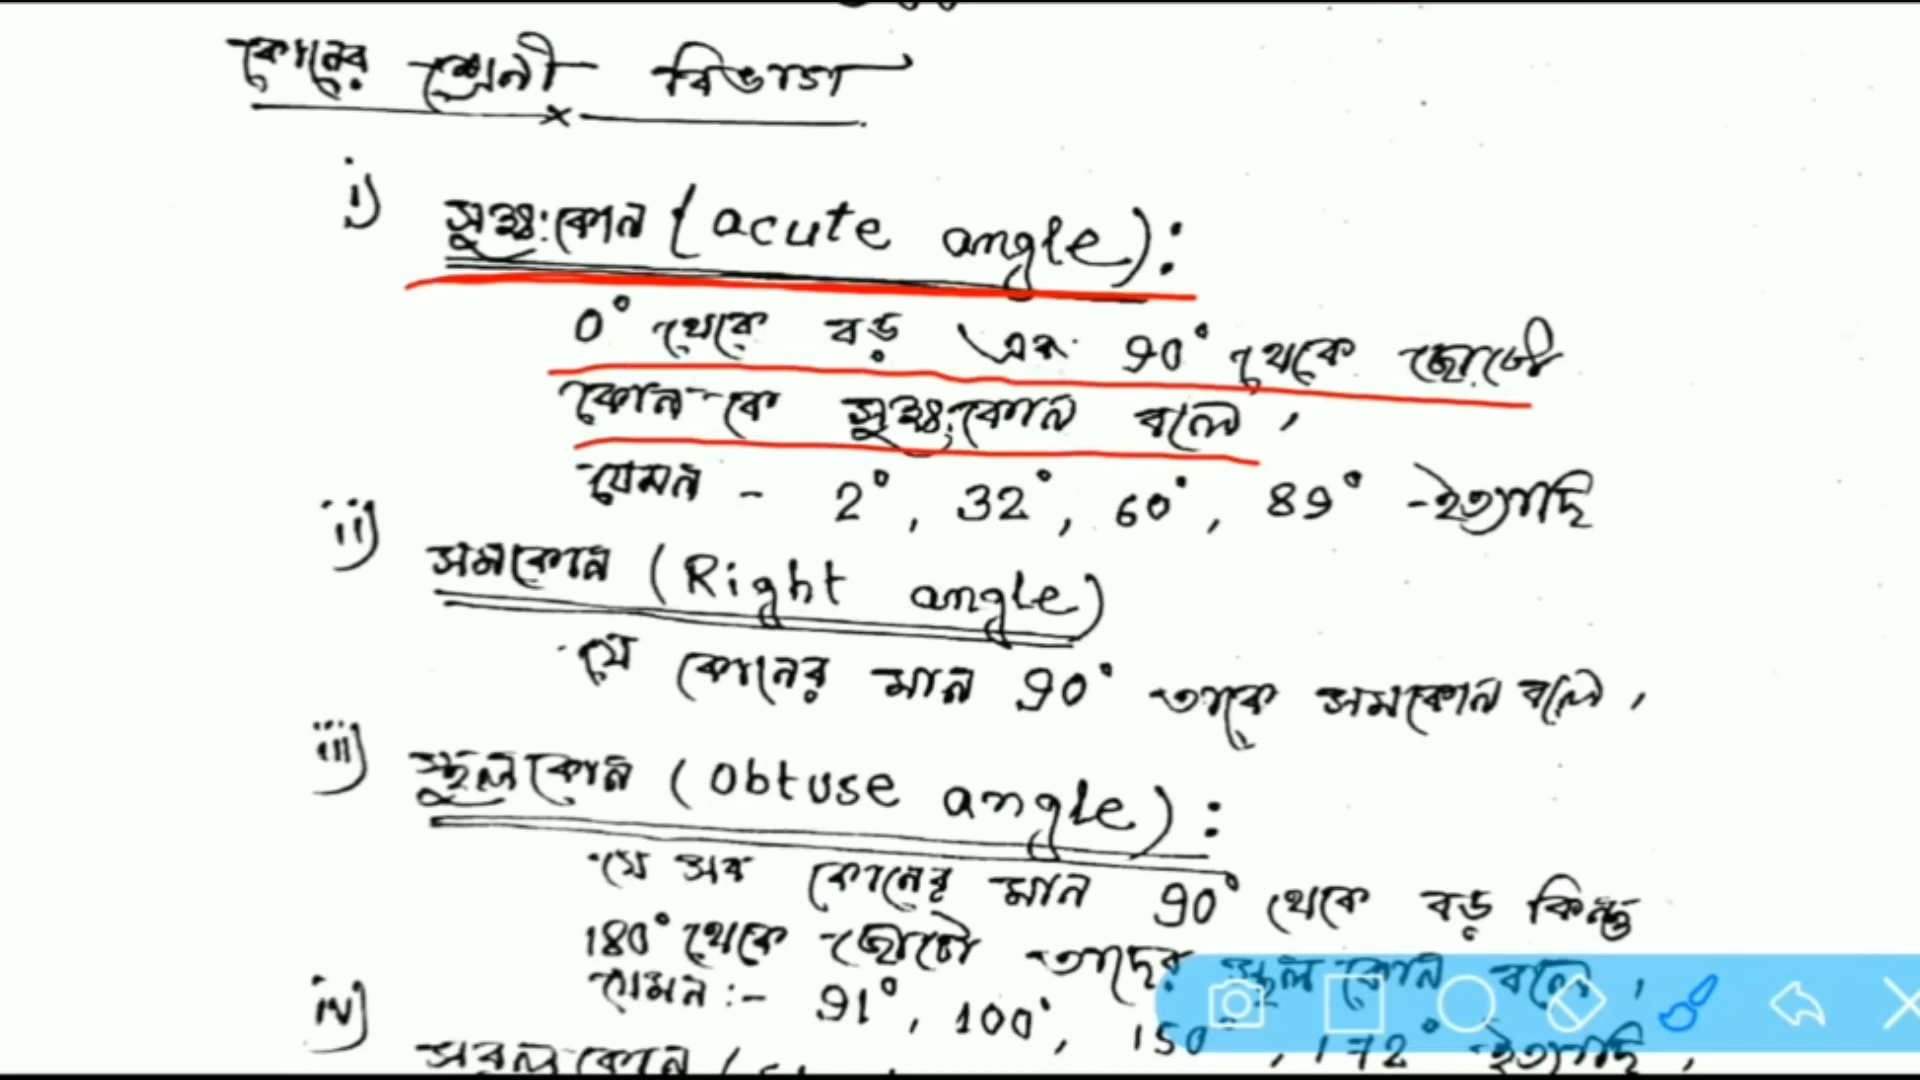 কোনের শ্রেনী বিভাগ
i) সুক্ষ্মকোন (acute angle):
0° থেকে বড় এবং 90° থেকে ছোটো
কোন কে সুক্ষ্মকোন বলে,
যেমন - 2°, 32°, 60°, 89° ইত্যাদি
ii) সমকোন (Right angle)
যে কোনের মান 90° তাকে সমকোন বলে,
iii) স্থুলকোন (Obtuse angle):
যে সব কোনের মান 90° থেকে বড় কিন্তু
180° থেকে ছোটো তাদের স্থুল কোন বলে,
যেমন :- 91°, 100°, 150°, 172° ইত্যাদি,
iv) সরলকোন (